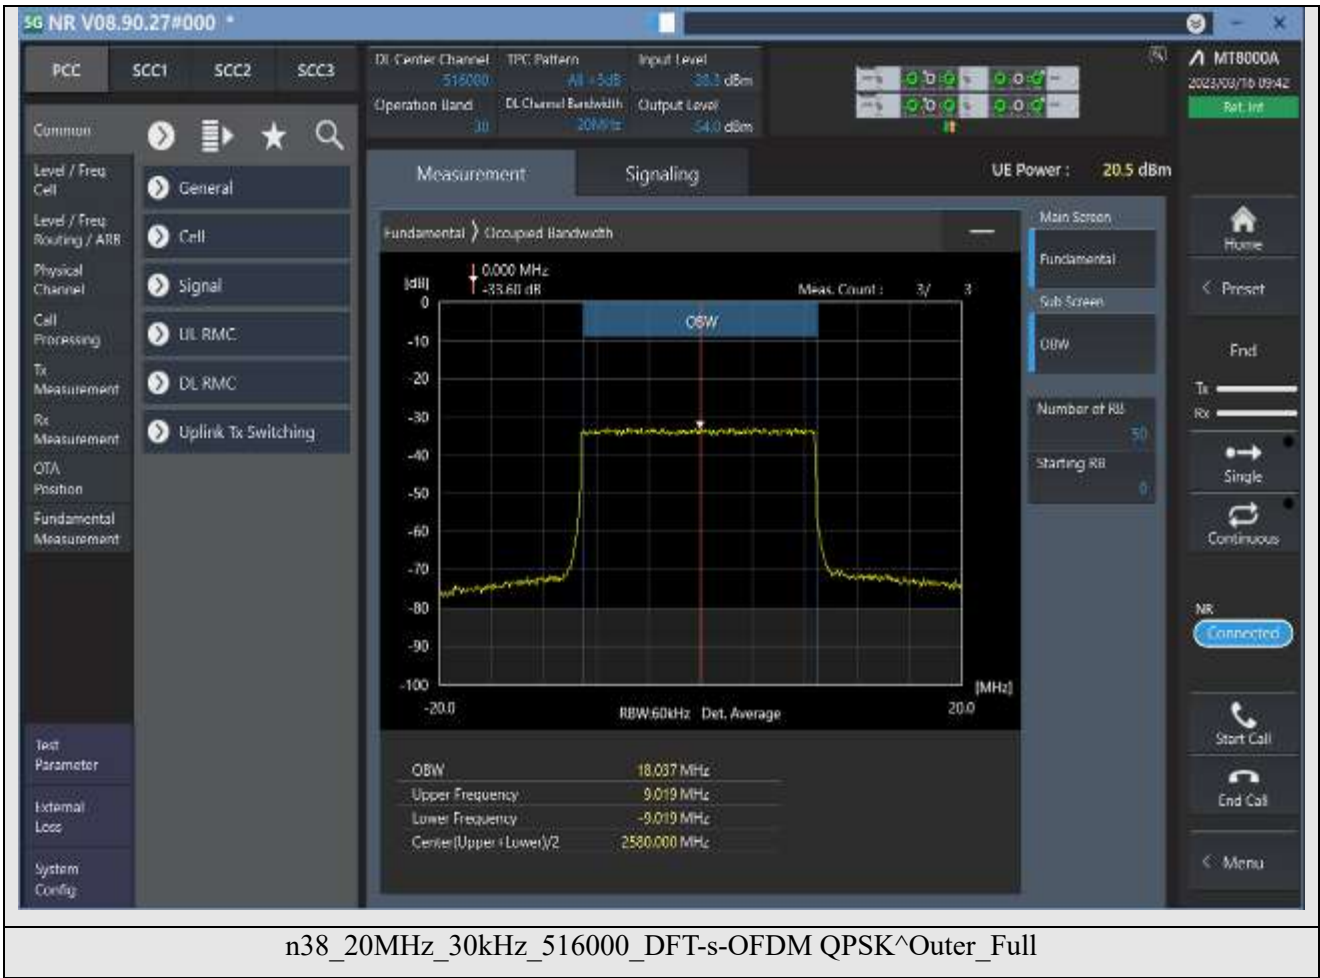 5G NR V08.90.27#000 *
PCC SCC1 SCC2 SCC3
DL Center Channel TPC Pattern Input Level
516000 All +3dB dBm
Operation Band DL Channel Bandwidth Output Level
20MHz -54.0 dBm
MT8000A
2023/03/16 09:42
Ref. Int
Common
Level / Freq
Cell
Level / Freq
Routing / ARB
Physical
Channel
Call
Processing
Tx
Measurement
Rx
Measurement
OTA
Position
Fundamental
Measurement
Test
Parameter
External
Loss
System
Config
General
Cell
Signal
UL RMC
DL RMC
Uplink Tx Switching
Measurement Signaling UE Power : 20.5 dBm
Fundamental 〉 Occupied Bandwidth
[dB] 0.000 MHz
-33.60 dB Meas. Count : 3/ 3
OBW
0
-10
-20
-30
-40
-50
-60
-70
-80
-90
-100
-20.0 20.0
[MHz]
RBW:60kHz Det. Average
OBW 18.037 MHz
Upper Frequency 9.019 MHz
Lower Frequency -9.019 MHz
Center(Upper+Lower)/2 2580.000 MHz
Main Screen
Fundamental
Sub Screen
OBW
Number of RB
50
Starting RB
0
Home
< Preset
End
Tx
Rx
Single
Continuous
NR
Connected
Start Call
End Call
< Menu
n38_20MHz_30kHz_516000_DFT-s-OFDM QPSK^Outer_Full